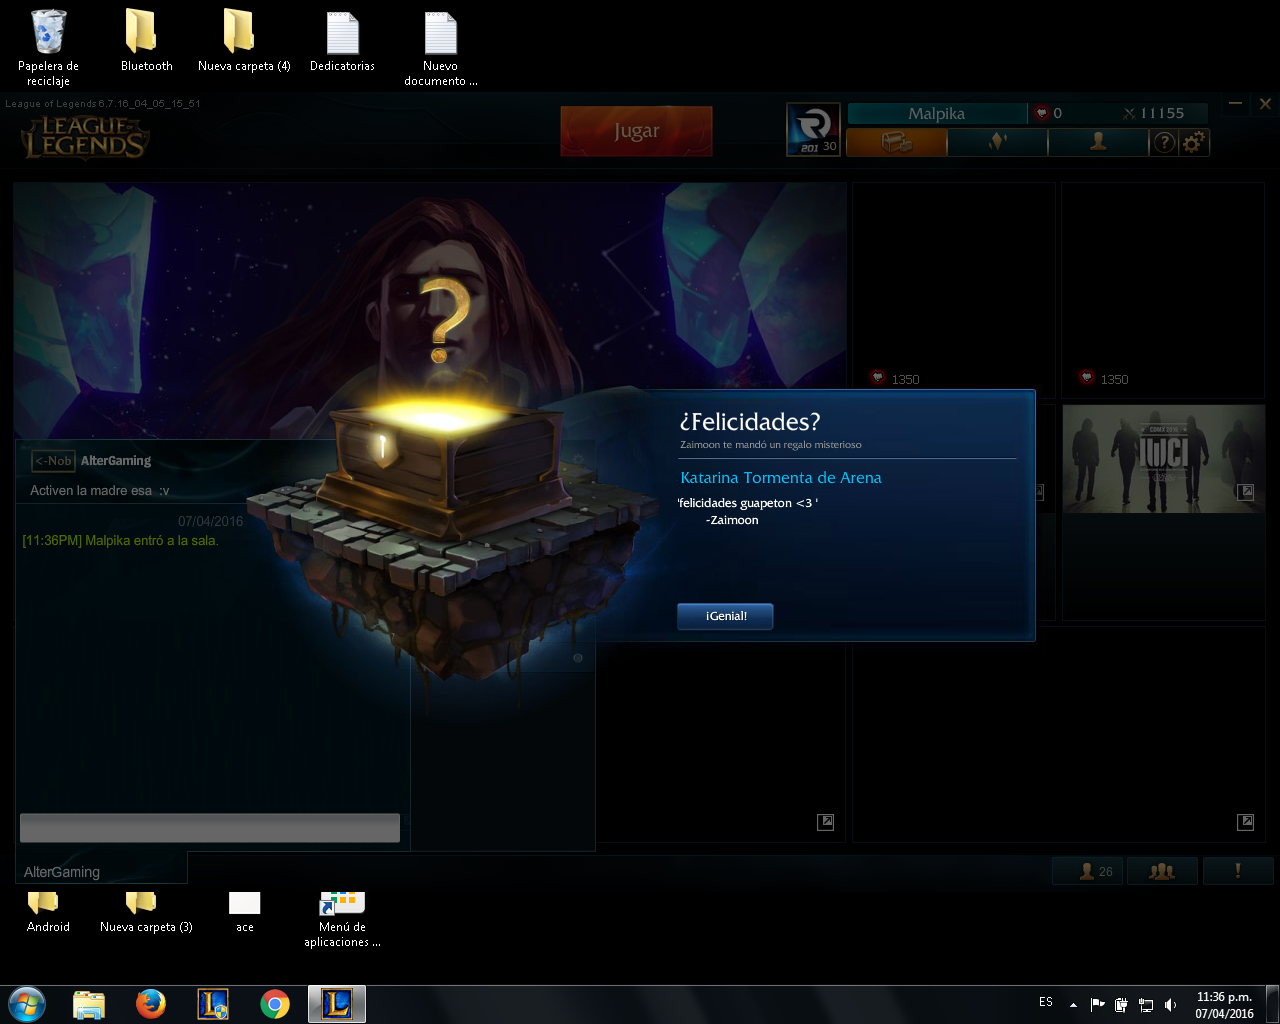 Papelera de
reciclaje
Bluetooth
Nueva carpeta (4)
Dedicatorias
Nuevo
documento ...
League of Legends 6.7.16_04_05_15_51
LEAGUE OF
LEGENDS
Jugar
201
30
Malpika
0
11155
?
?
1350
1350
¿Felicidades?
Zaimoon te mandó un regalo misterioso
Katarina Tormenta de Arena
'felicidades guapeton <3 '
-Zaimoon
¡Genial!
CDMX 2016
IWCI
<-Nob
AlterGaming
Activen la madre esa :v
07/04/2016
[11:36PM] Malpika entró a la sala.
AlterGaming
26
!
Android
Nueva carpeta (3)
ace
Menú de
aplicaciones ...
ES
11:36 p.m.
07/04/2016